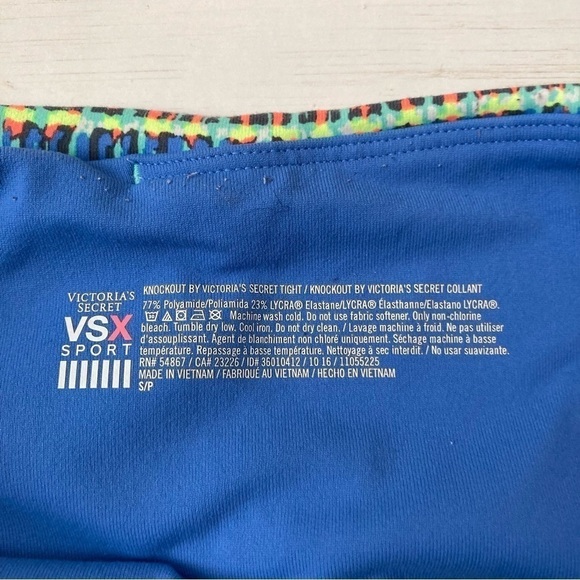 VICTORIA'S
SECRET
VSX
SPORT
KNOCKOUT BY VICTORIA'S SECRET TIGHT / KNOCKOUT BY VICTORIA'S SECRET COLLANT
77% Polyamide/Poliamida 23% LYCRA® Elastane/LYCRA® Élasthanne/Elastano LYCRA®.
Machine wash cold. Do not use fabric softener. Only non-chlorine
bleach. Tumble dry low. Cool iron. Do not dry clean. / Lavage machine à froid. Ne pas utiliser
d'assouplissant. Agent de blanchiment non chloré uniquement. Séchage machine à basse
température. Repassage à basse température. Nettoyage à sec interdit. / No usar suavizante.
RN# 54867 / CA# 23226 / ID# 36010412 / 10 16 / 11055225
MADE IN VIETNAM / FABRIQUÉ AU VIETNAM / HECHO EN VIETNAM
S/P